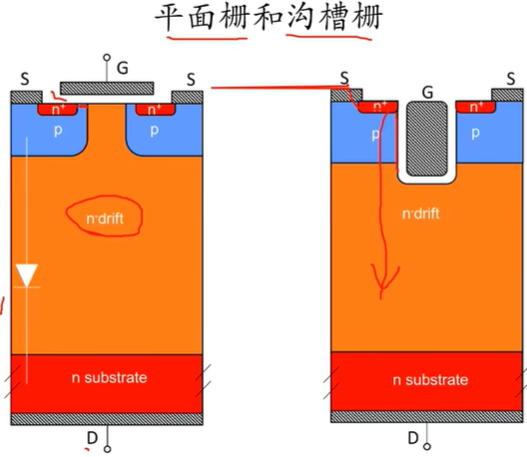 平面栅和沟槽栅
G
S S
n⁺ n⁺
p p
n⁻drift
n substrate
D
S S
G
n⁺ n⁺
p p
n⁻drift
n substrate
D